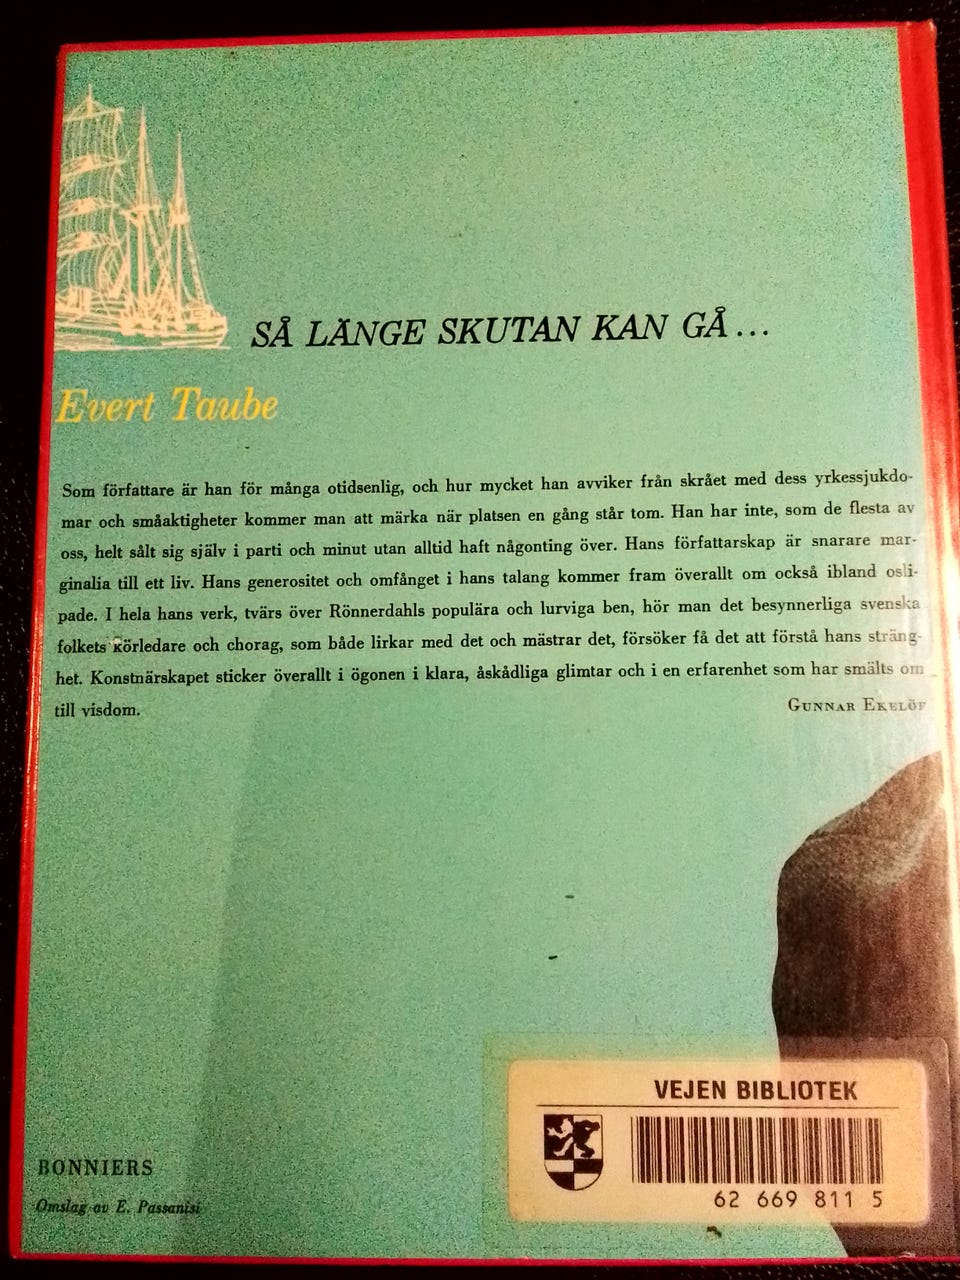 SÅ LÄNGE SKUTAN KAN GÅ...
Evert Taube
Som författare är han för många otidsenlig, och hur mycket han avviker från skrået med dess yrkessjukdo-
mar och småaktigheter kommer man att märka när platsen en gång står tom. Han har inte, som de flesta av
oss, helt sålt sig själv i parti och minut utan alltid haft någonting över. Hans författarskap är snarare mar-
ginalia till ett liv. Hans generositet och omfånget i hans talang kommer fram överallt om också ibland osli-
pade. I hela hans verk, tvärs över Rönnerdahls populära och lurviga ben, hör man det besynnerliga svenska
folkets körledare och chorag, som både lirkar med det och mästrar det, försöker få det att förstå hans sträng-
het. Konstnärskapet sticker överallt i ögonen i klara, åskådliga glimtar och i en erfarenhet som har smälts om
till visdom.
GUNNAR EKELÖF
VEJEN BIBLIOTEK
62 669 811 5
BONNIERS
Omslag av E. Passanisi